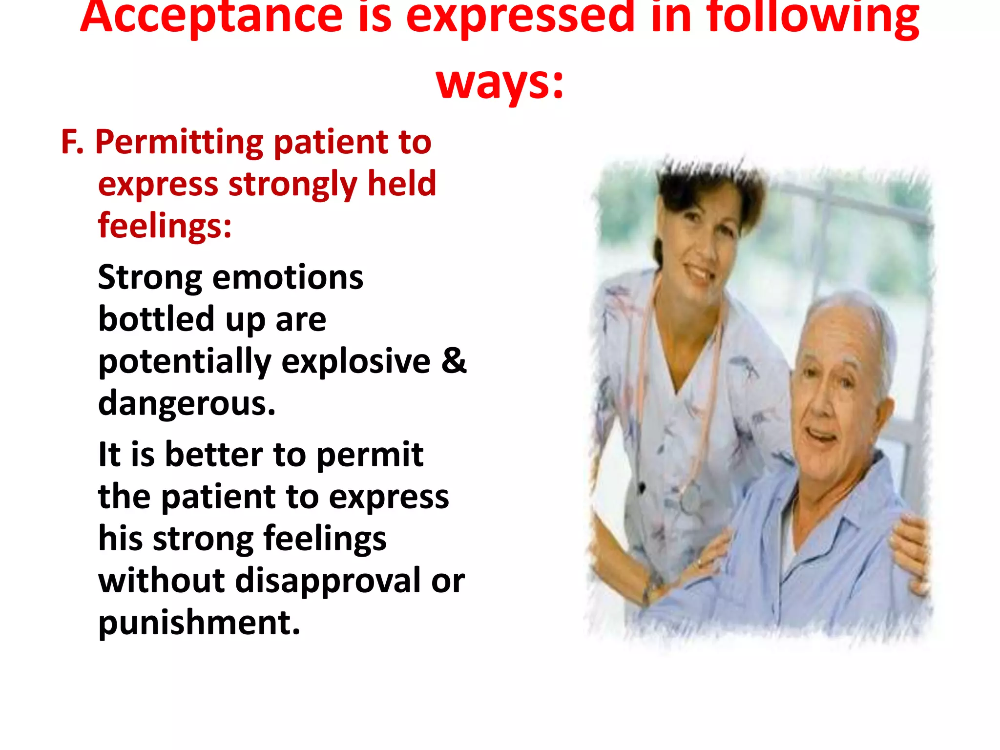 Acceptance is expressed in following
ways:
F. Permitting patient to
express strongly held
feelings:
Strong emotions
bottled up are
potentially explosive &
dangerous.
It is better to permit
the patient to express
his strong feelings
without disapproval or
punishment.